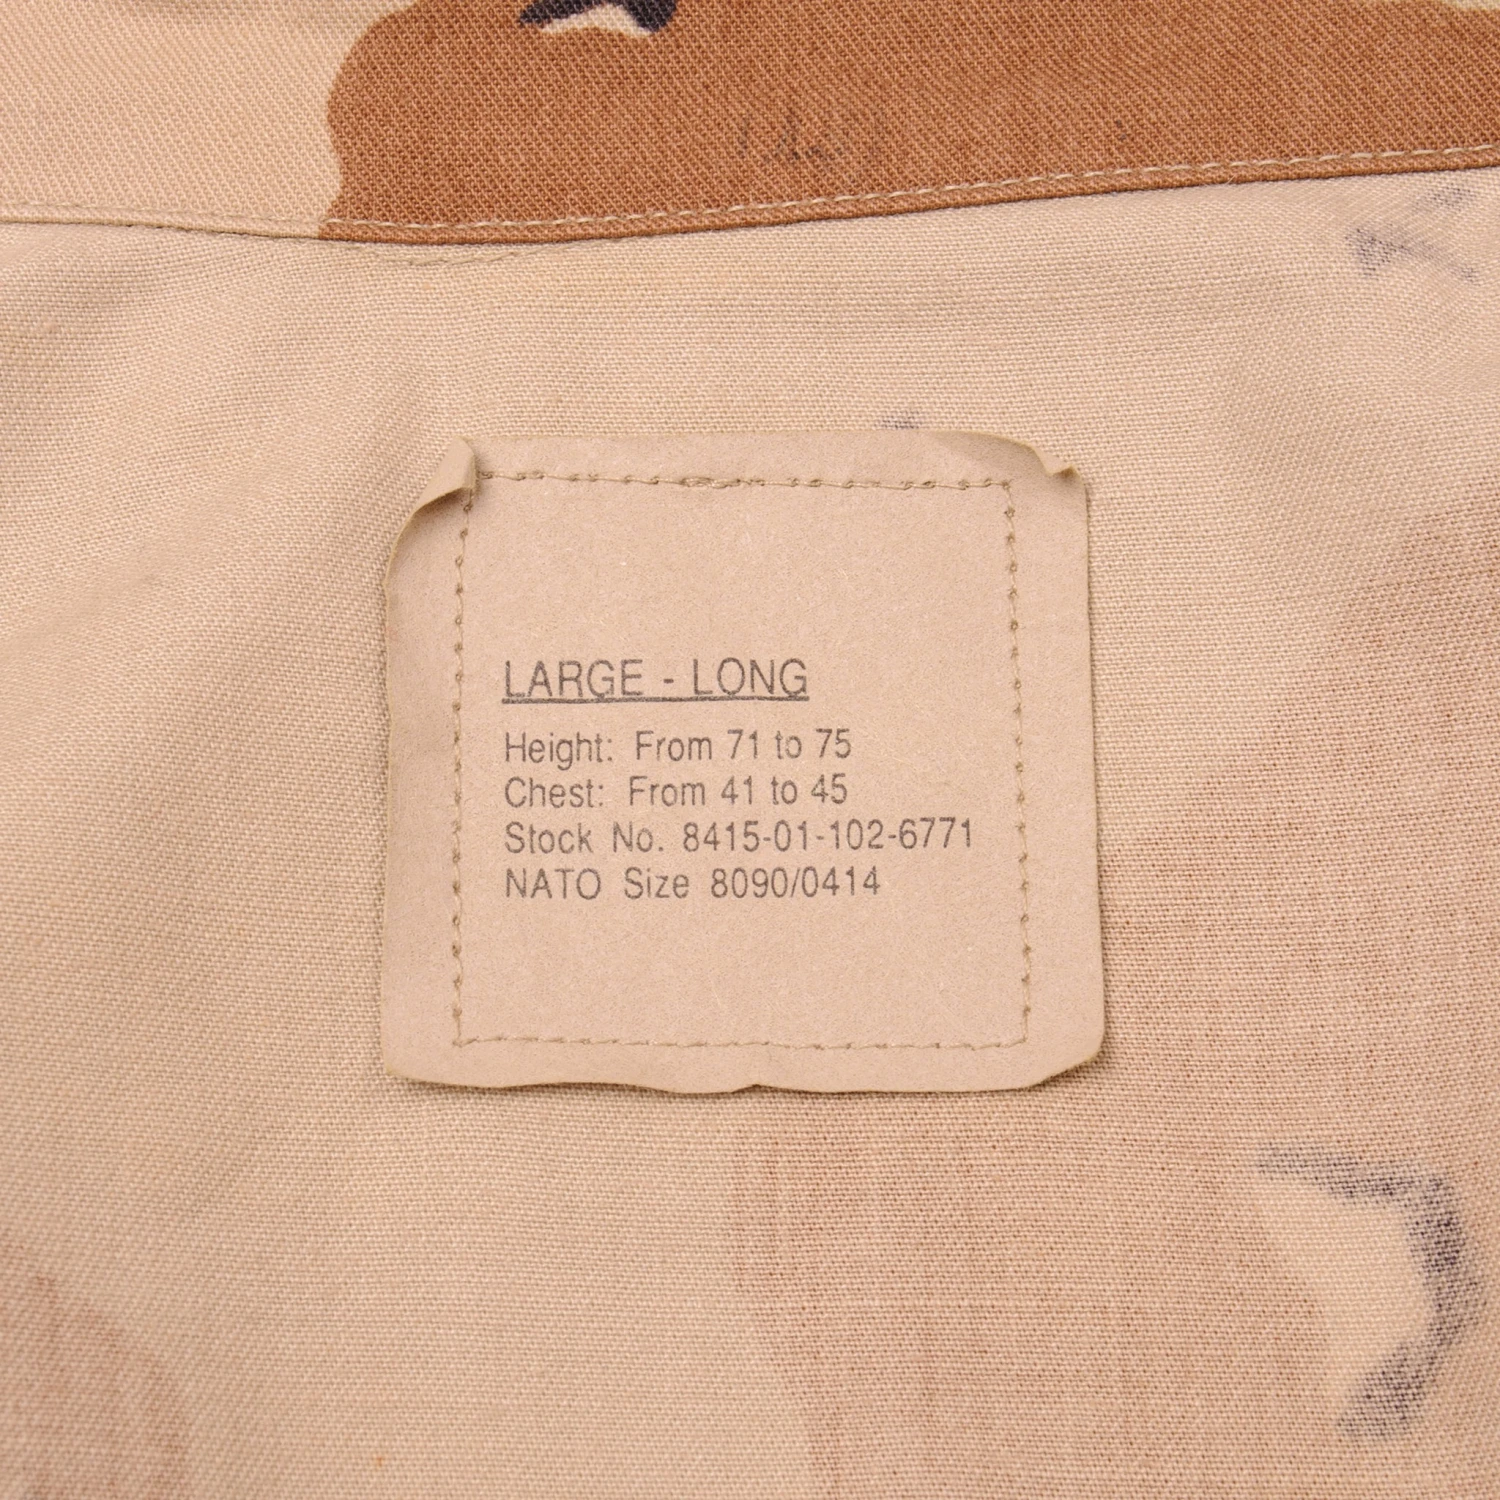 LARGE - LONG
Height: From 71 to 75
Chest: From 41 to 45
Stock No. 8415-01-102-6771
NATO Size 8090/0414